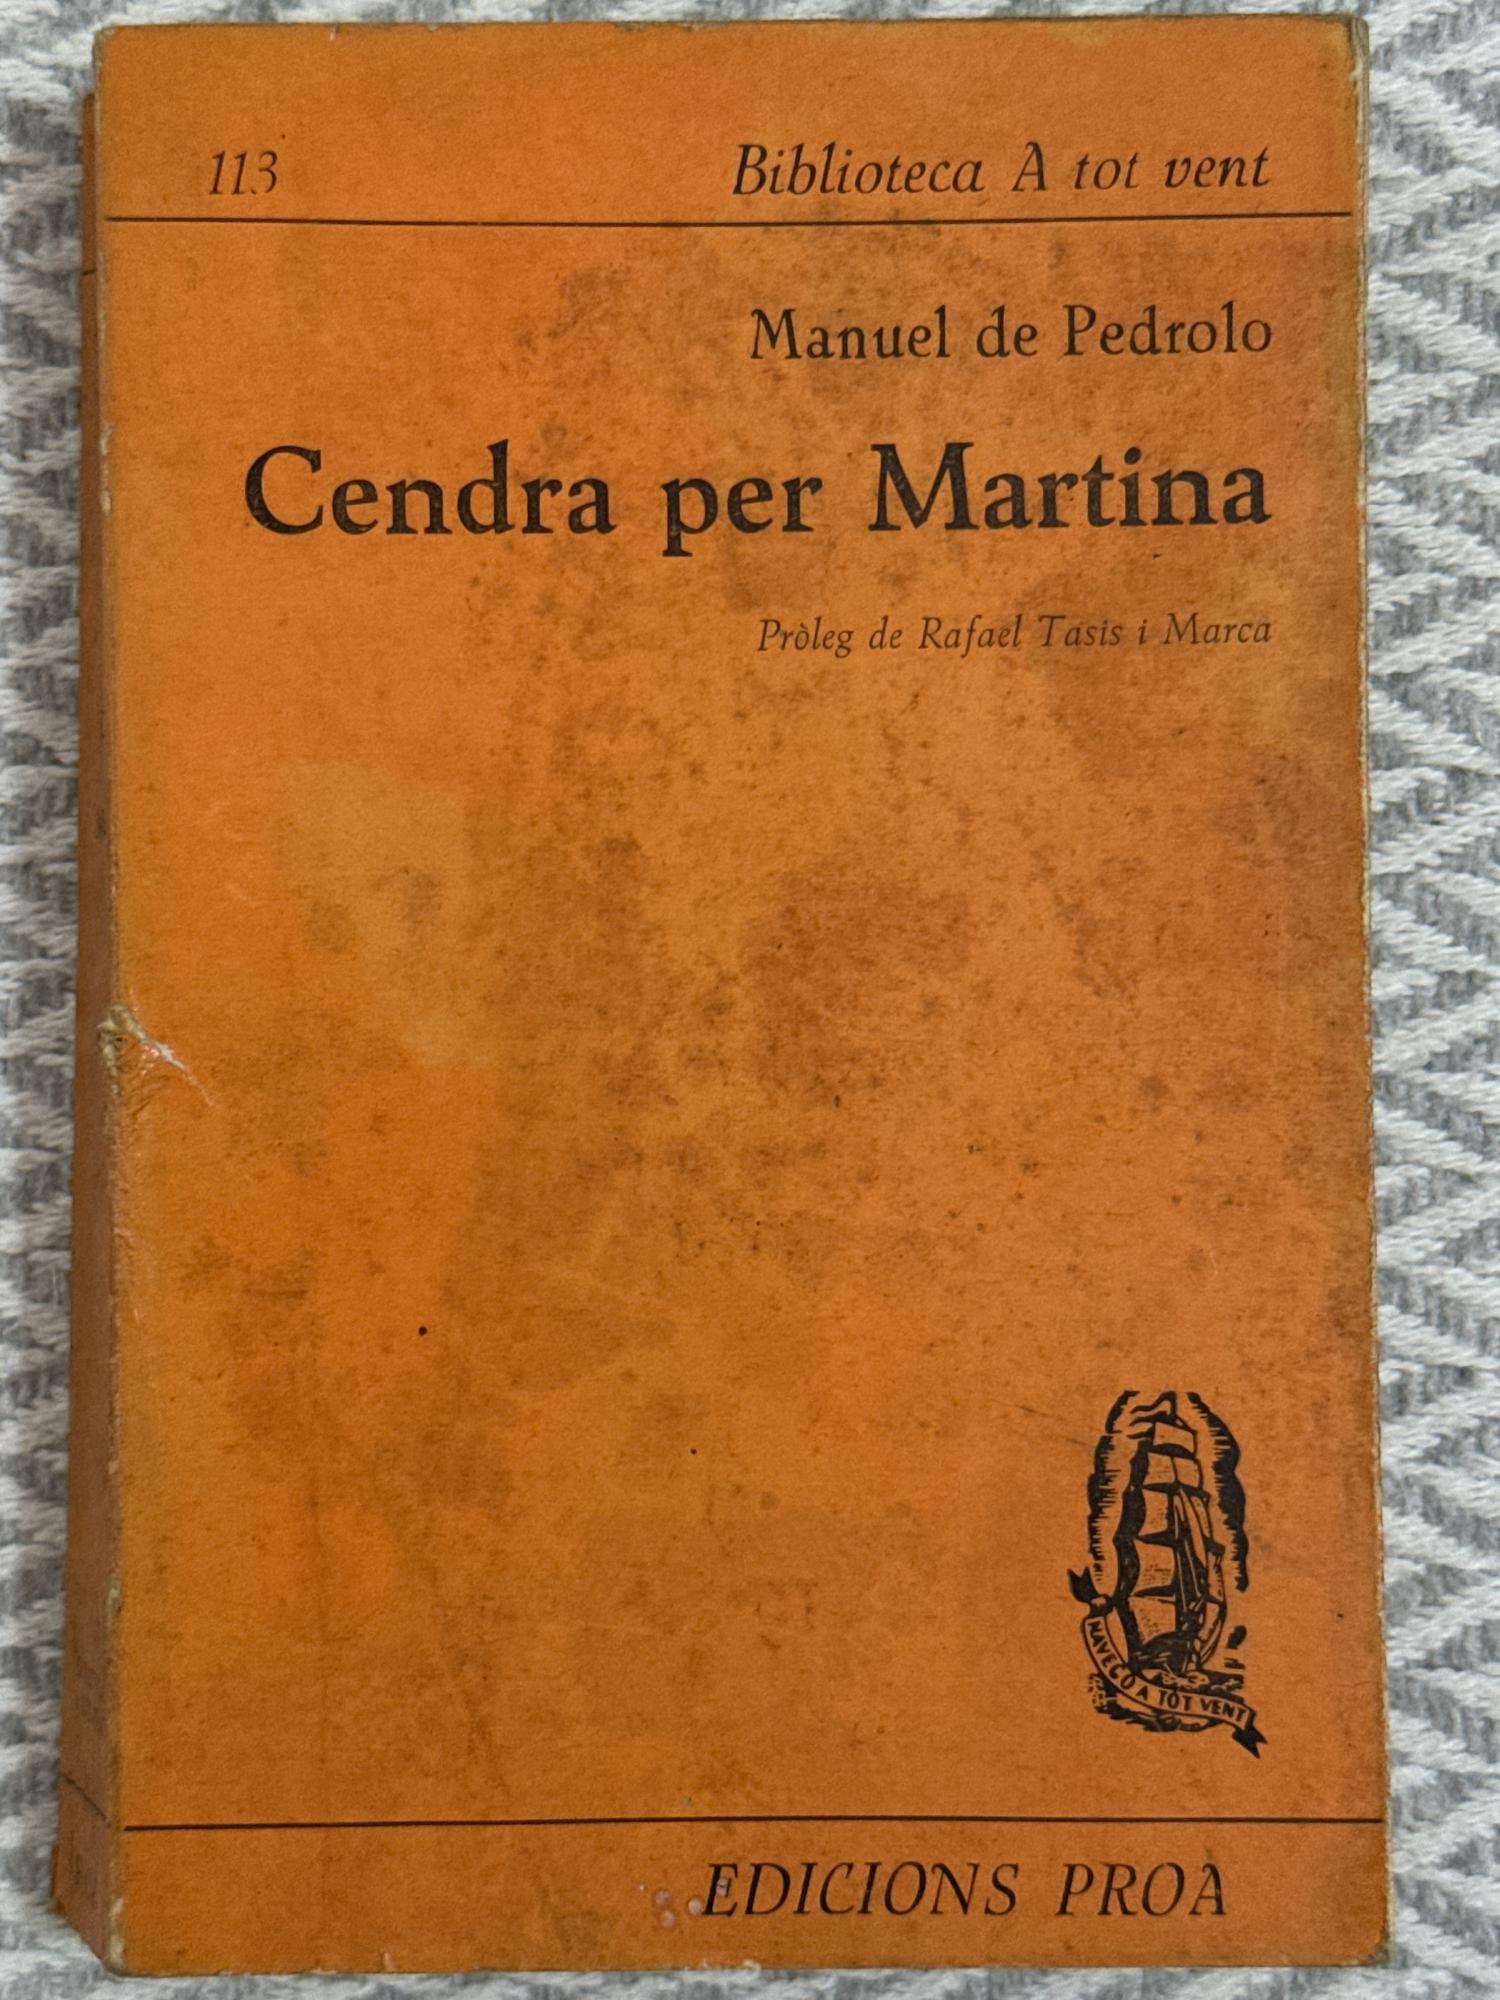 113
Biblioteca A tot vent
Manuel de Pedrolo
Cendra per Martina
Pròleg de Rafael Tasis i Marca
NAVEGO A TOT VENT
EDICIONS PROA